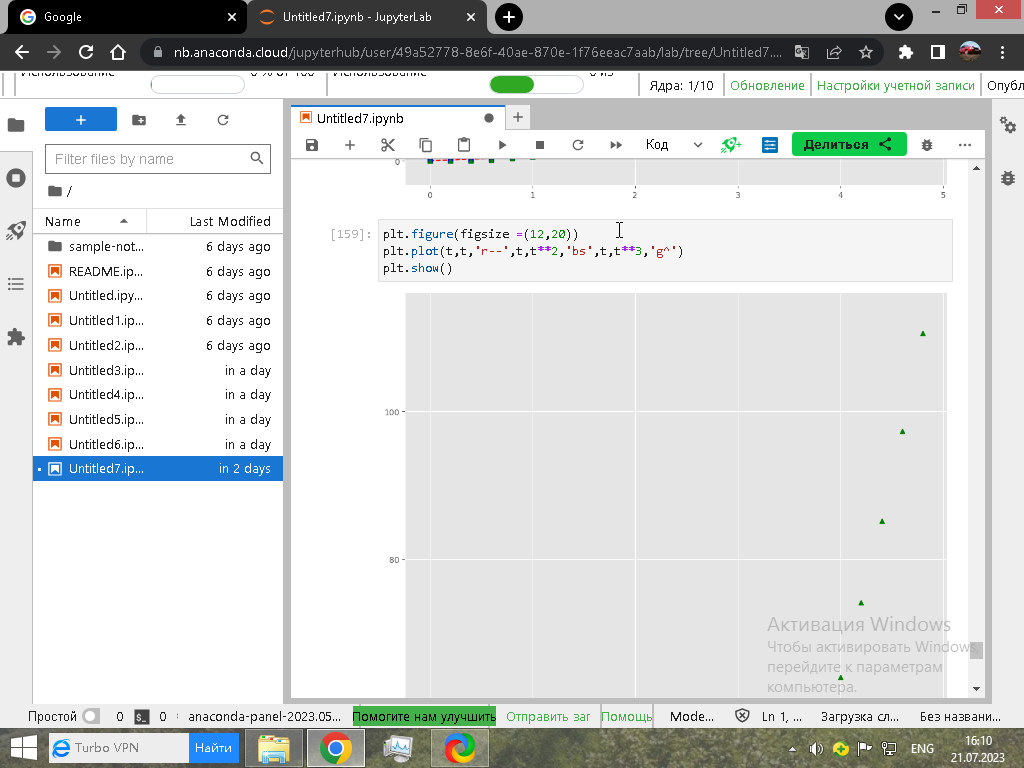 Google
Untitled7.ipynb - JupyterLab
nb.anaconda.cloud/jupyterhub/user/49a52778-8e6f-40ae-870e-1f76eeac7aab/lab/tree/Untitled7....
Использование
0 % от 100
Использование
0 из
Ядра: 1/10
Обновление
Настройки учетной записи
Опубл
Untitled7.ipynb
Код
Делиться
Filter files by name
/
Name
Last Modified
sample-not... 6 days ago
README.ip... 6 days ago
Untitled.ipy... 6 days ago
Untitled1.ip... 6 days ago
Untitled2.ip... 6 days ago
Untitled3.ip... in a day
Untitled4.ip... in a day
Untitled5.ip... in a day
Untitled6.ip... in a day
Untitled7.ip... in 2 days
0
0 1 2 3 4 5
[159]:
plt.figure(figsize =(12,20))
plt.plot(t,t,'r--',t,t**2,'bs',t,t**3,'g^')
plt.show()
100
80
Активация Windows
Чтобы активировать Windows,
перейдите к параметрам
компьютера.
Простой
0
$_
0
anaconda-panel-2023.05...
Помогите нам улучшить
Отправить заг
Помощь
Mode...
Ln 1, ...
Загрузка сл...
Без названи...
Turbo VPN
Найти
ENG
16:10
21.07.2023